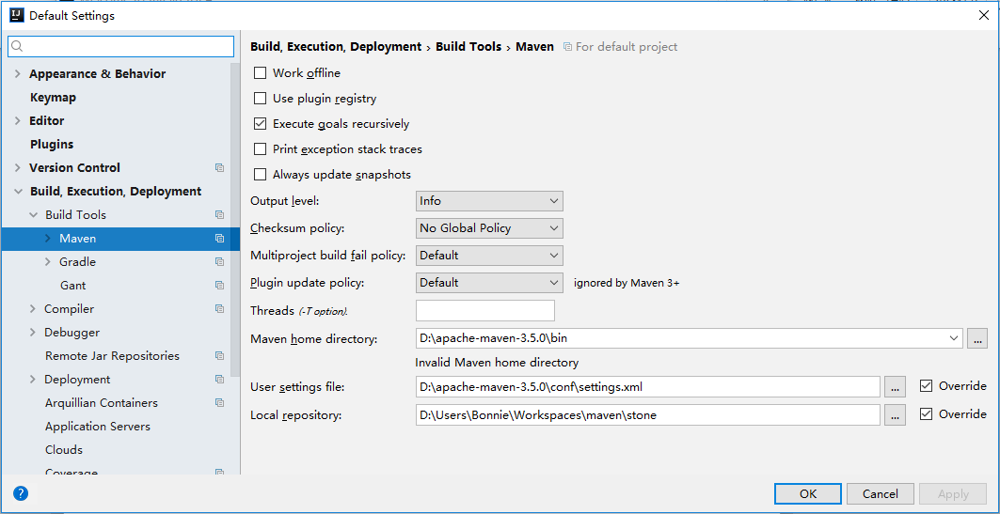 Default Settings
Appearance & Behavior
Keymap
Editor
Plugins
Version Control
Build, Execution, Deployment
Build Tools
Maven
Gradle
Gant
Compiler
Debugger
Remote Jar Repositories
Deployment
Arquillian Containers
Application Servers
Clouds
Coverage
Build, Execution, Deployment › Build Tools › Maven For default project
Work offline
Use plugin registry
Execute goals recursively
Print exception stack traces
Always update snapshots
Output level: Info
Checksum policy: No Global Policy
Multiproject build fail policy: Default
Plugin update policy: Default ignored by Maven 3+
Threads (-T option).
Maven home directory: D:\apache-maven-3.5.0\bin ...
Invalid Maven home directory
User settings file: D:\apache-maven-3.5.0\conf\settings.xml ... Override
Local repository: D:\Users\Bonnie\Workspaces\maven\stone ... Override
? OK Cancel Apply